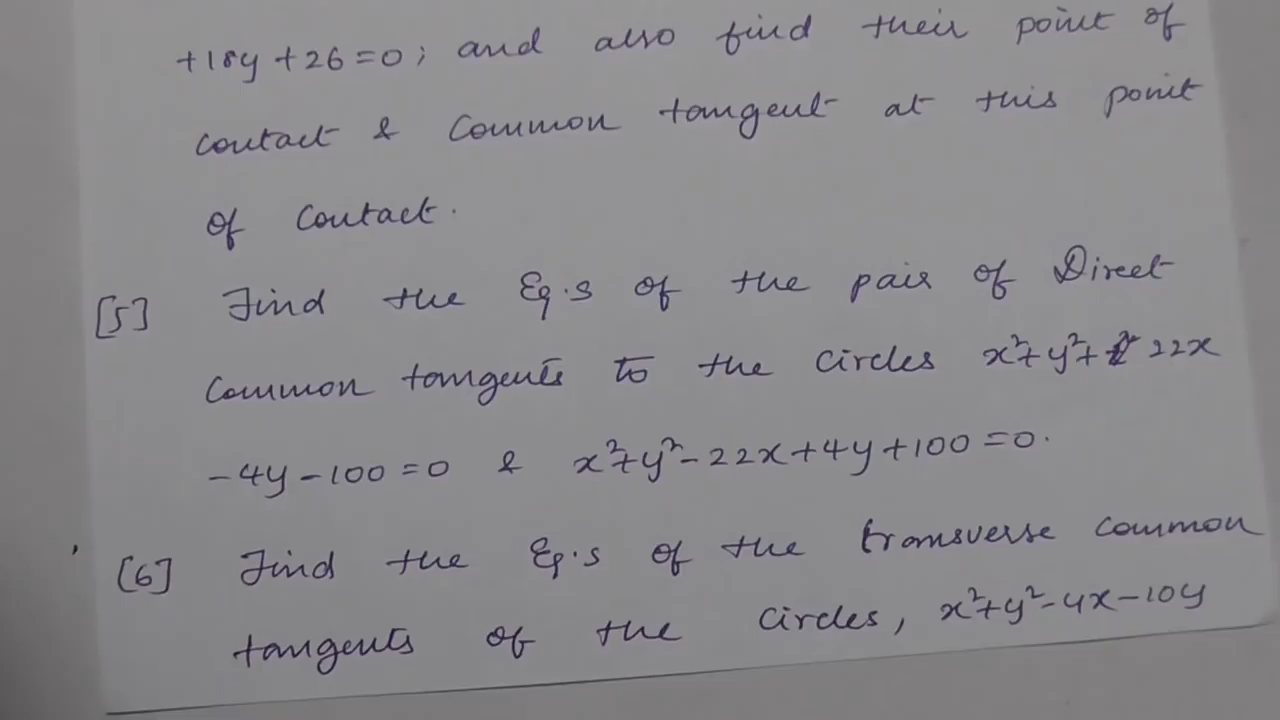 +18y+26=0; and also find their point of
contact & common tangent at this point
of contact.
[5] Find the Eq.s of the pair of Direct
common tangents to the circles x²+y²+ 22x
-4y-100=0 & x²+y²-22x+4y+100=0.
[6] Find the Eq.s of the transverse common
tangents of the circles, x²+y²-4x-10y